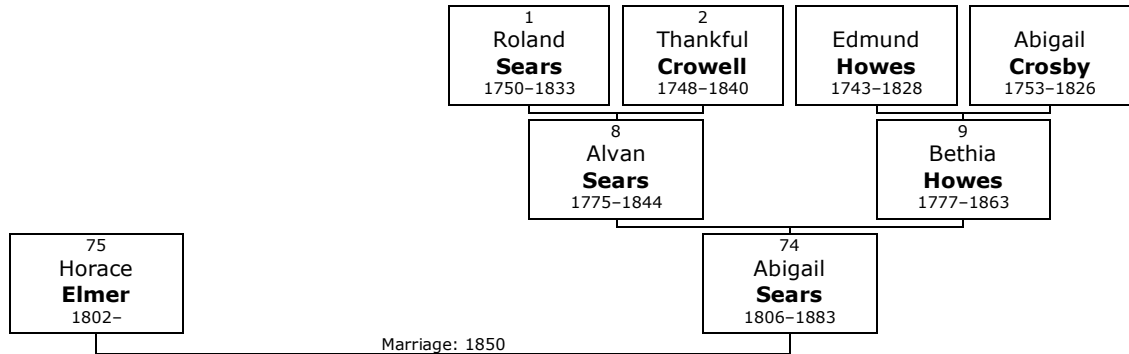 1
Roland
Sears
1750–1833
2
Thankful
Crowell
1748–1840
Edmund
Howes
1743–1828
Abigail
Crosby
1753–1826
8
Alvan
Sears
1775–1844
9
Bethia
Howes
1777–1863
75
Horace
Elmer
1802–
74
Abigail
Sears
1806–1883
Marriage: 1850